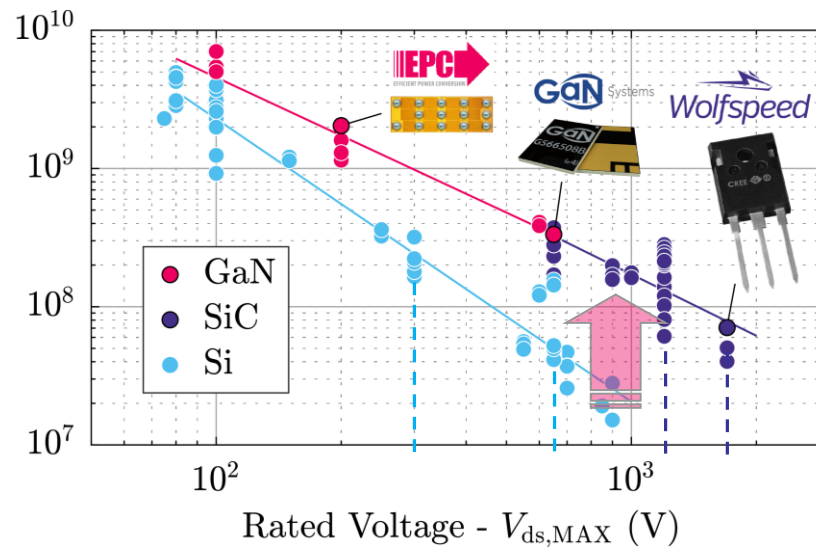 10^10
10^9
10^8
10^7
10^2
10^3
EPC
EFFICIENT POWER CONVERSION
GaN Systems
GaN
GS66508B
Wolfspeed
CREE
GaN
SiC
Si
Rated Voltage - V_ds,MAX (V)